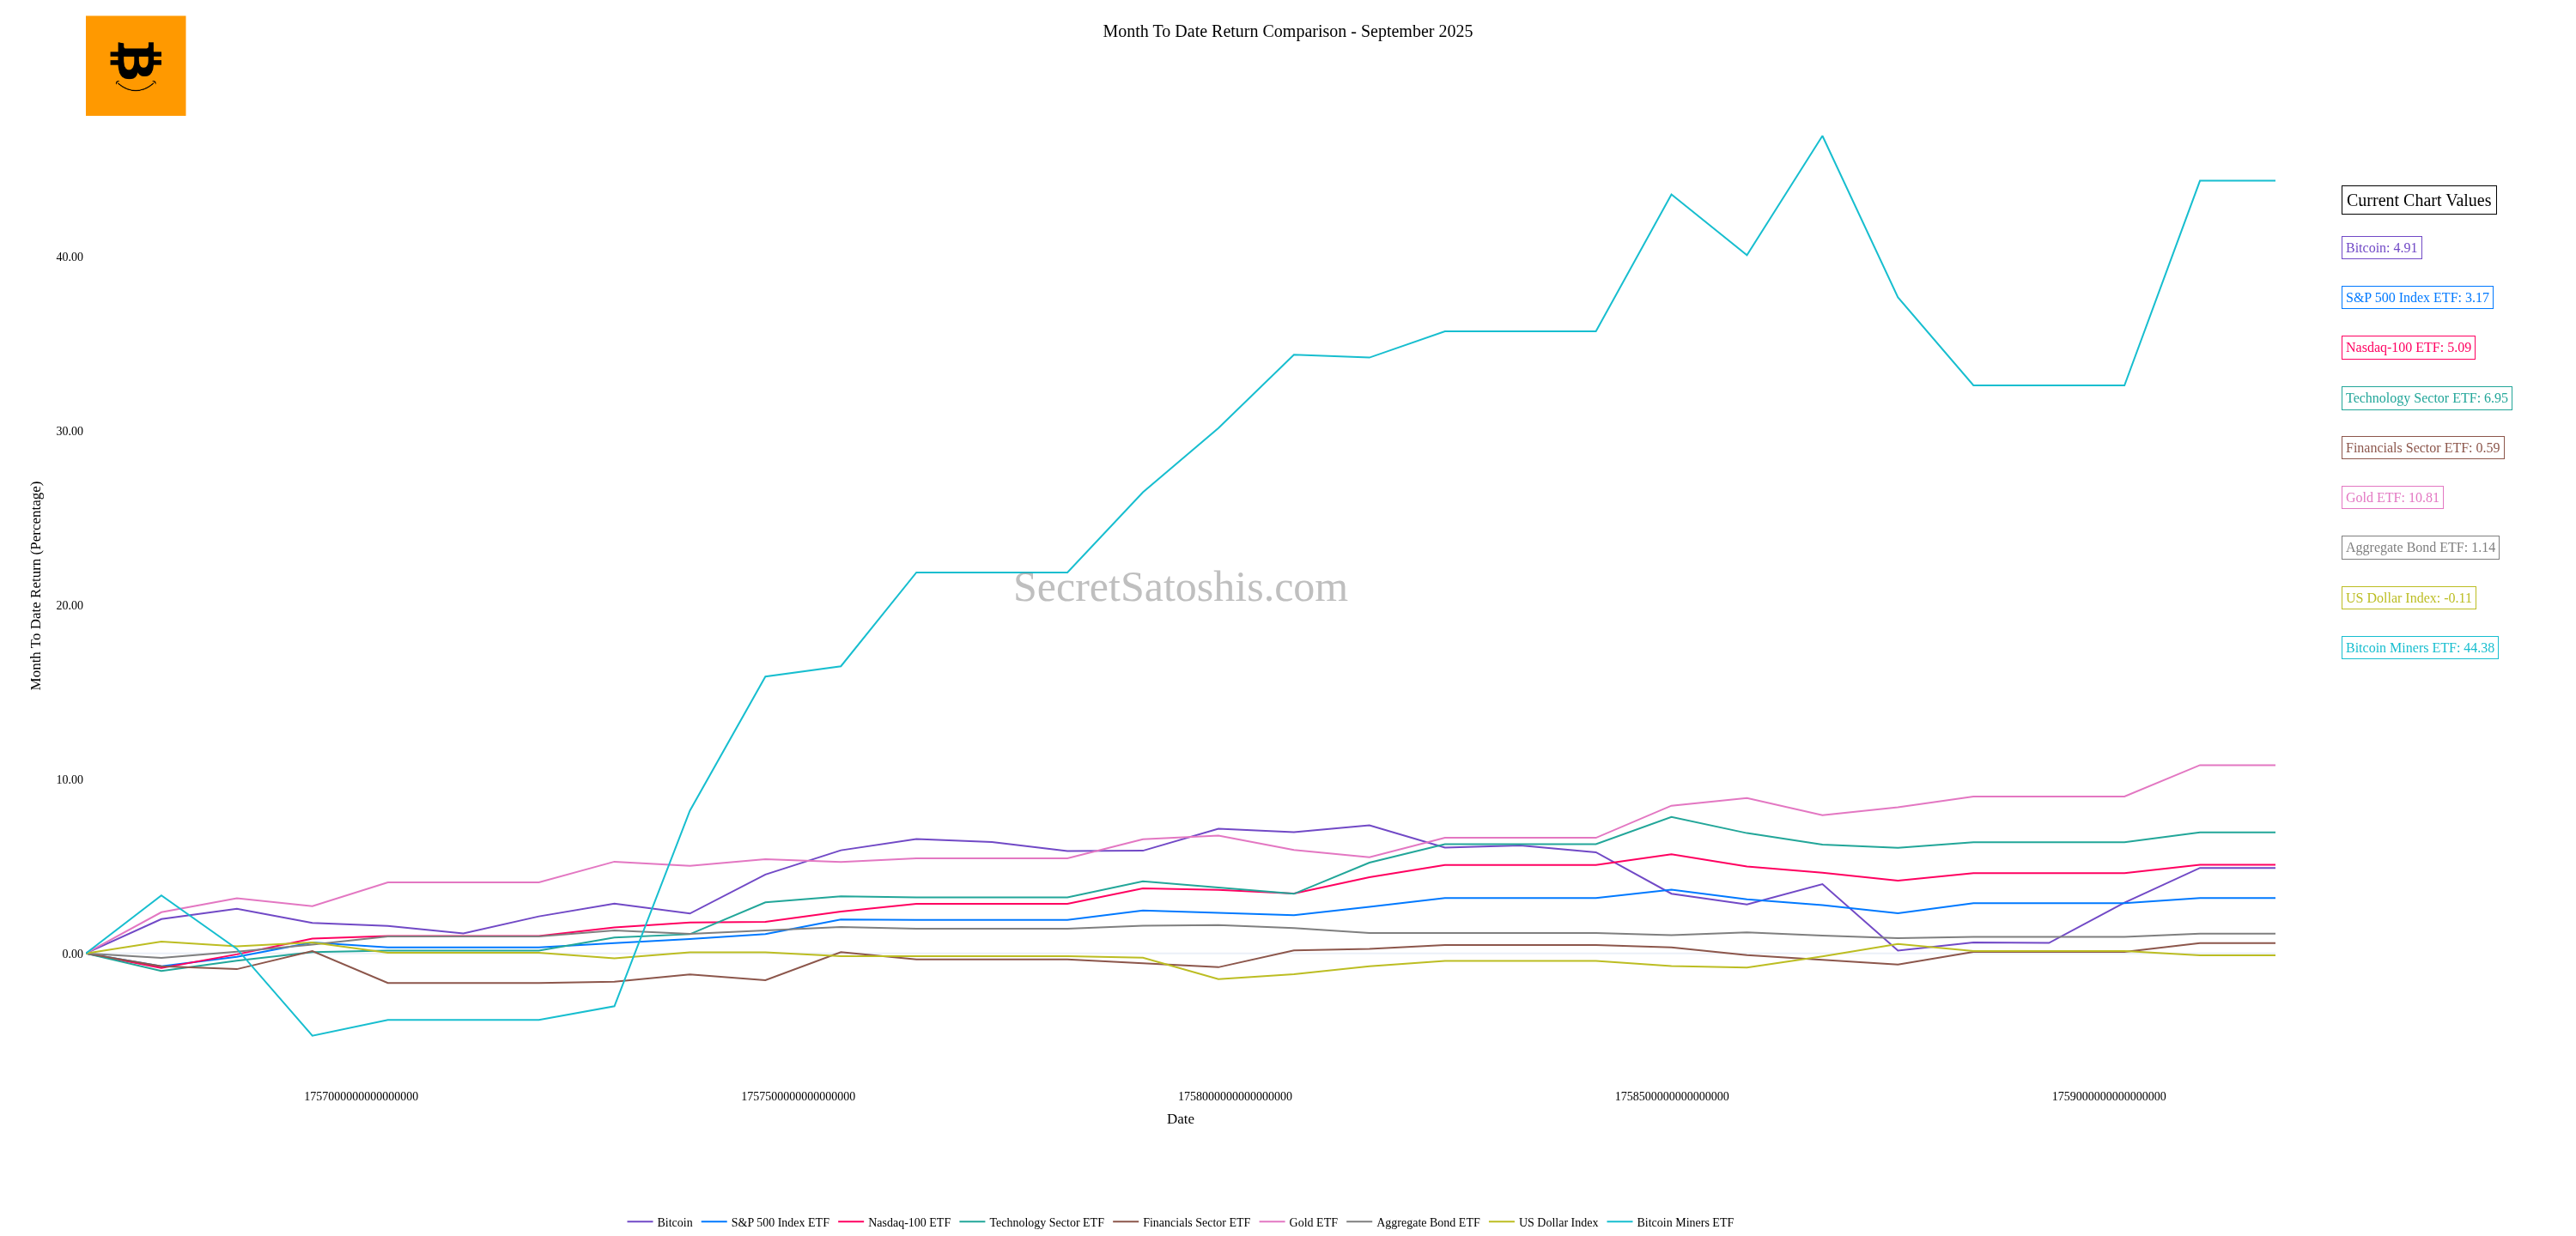 Month To Date Return Comparison - September 2025
Current Chart Values
Bitcoin: 4.91
S&P 500 Index ETF: 3.17
Nasdaq-100 ETF: 5.09
Technology Sector ETF: 6.95
Financials Sector ETF: 0.59
Gold ETF: 10.81
Aggregate Bond ETF: 1.14
US Dollar Index: -0.11
Bitcoin Miners ETF: 44.38
Month To Date Return (Percentage)
40.00
30.00
20.00
10.00
0.00
SecretSatoshis.com
1757000000000000000 1757500000000000000 1758000000000000000 1758500000000000000 1759000000000000000
Date
Bitcoin S&P 500 Index ETF Nasdaq-100 ETF Technology Sector ETF Financials Sector ETF Gold ETF Aggregate Bond ETF US Dollar Index Bitcoin Miners ETF